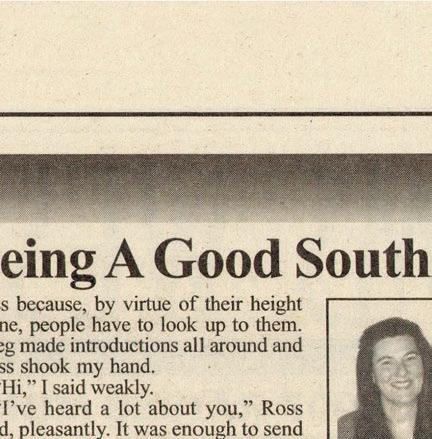 eing A Good South
s because, by virtue of their height
ne, people have to look up to them.
eg made introductions all around and
ss shook my hand.
"Hi," I said weakly.
"I've heard a lot about you," Ross
d, pleasantly. It was enough to send